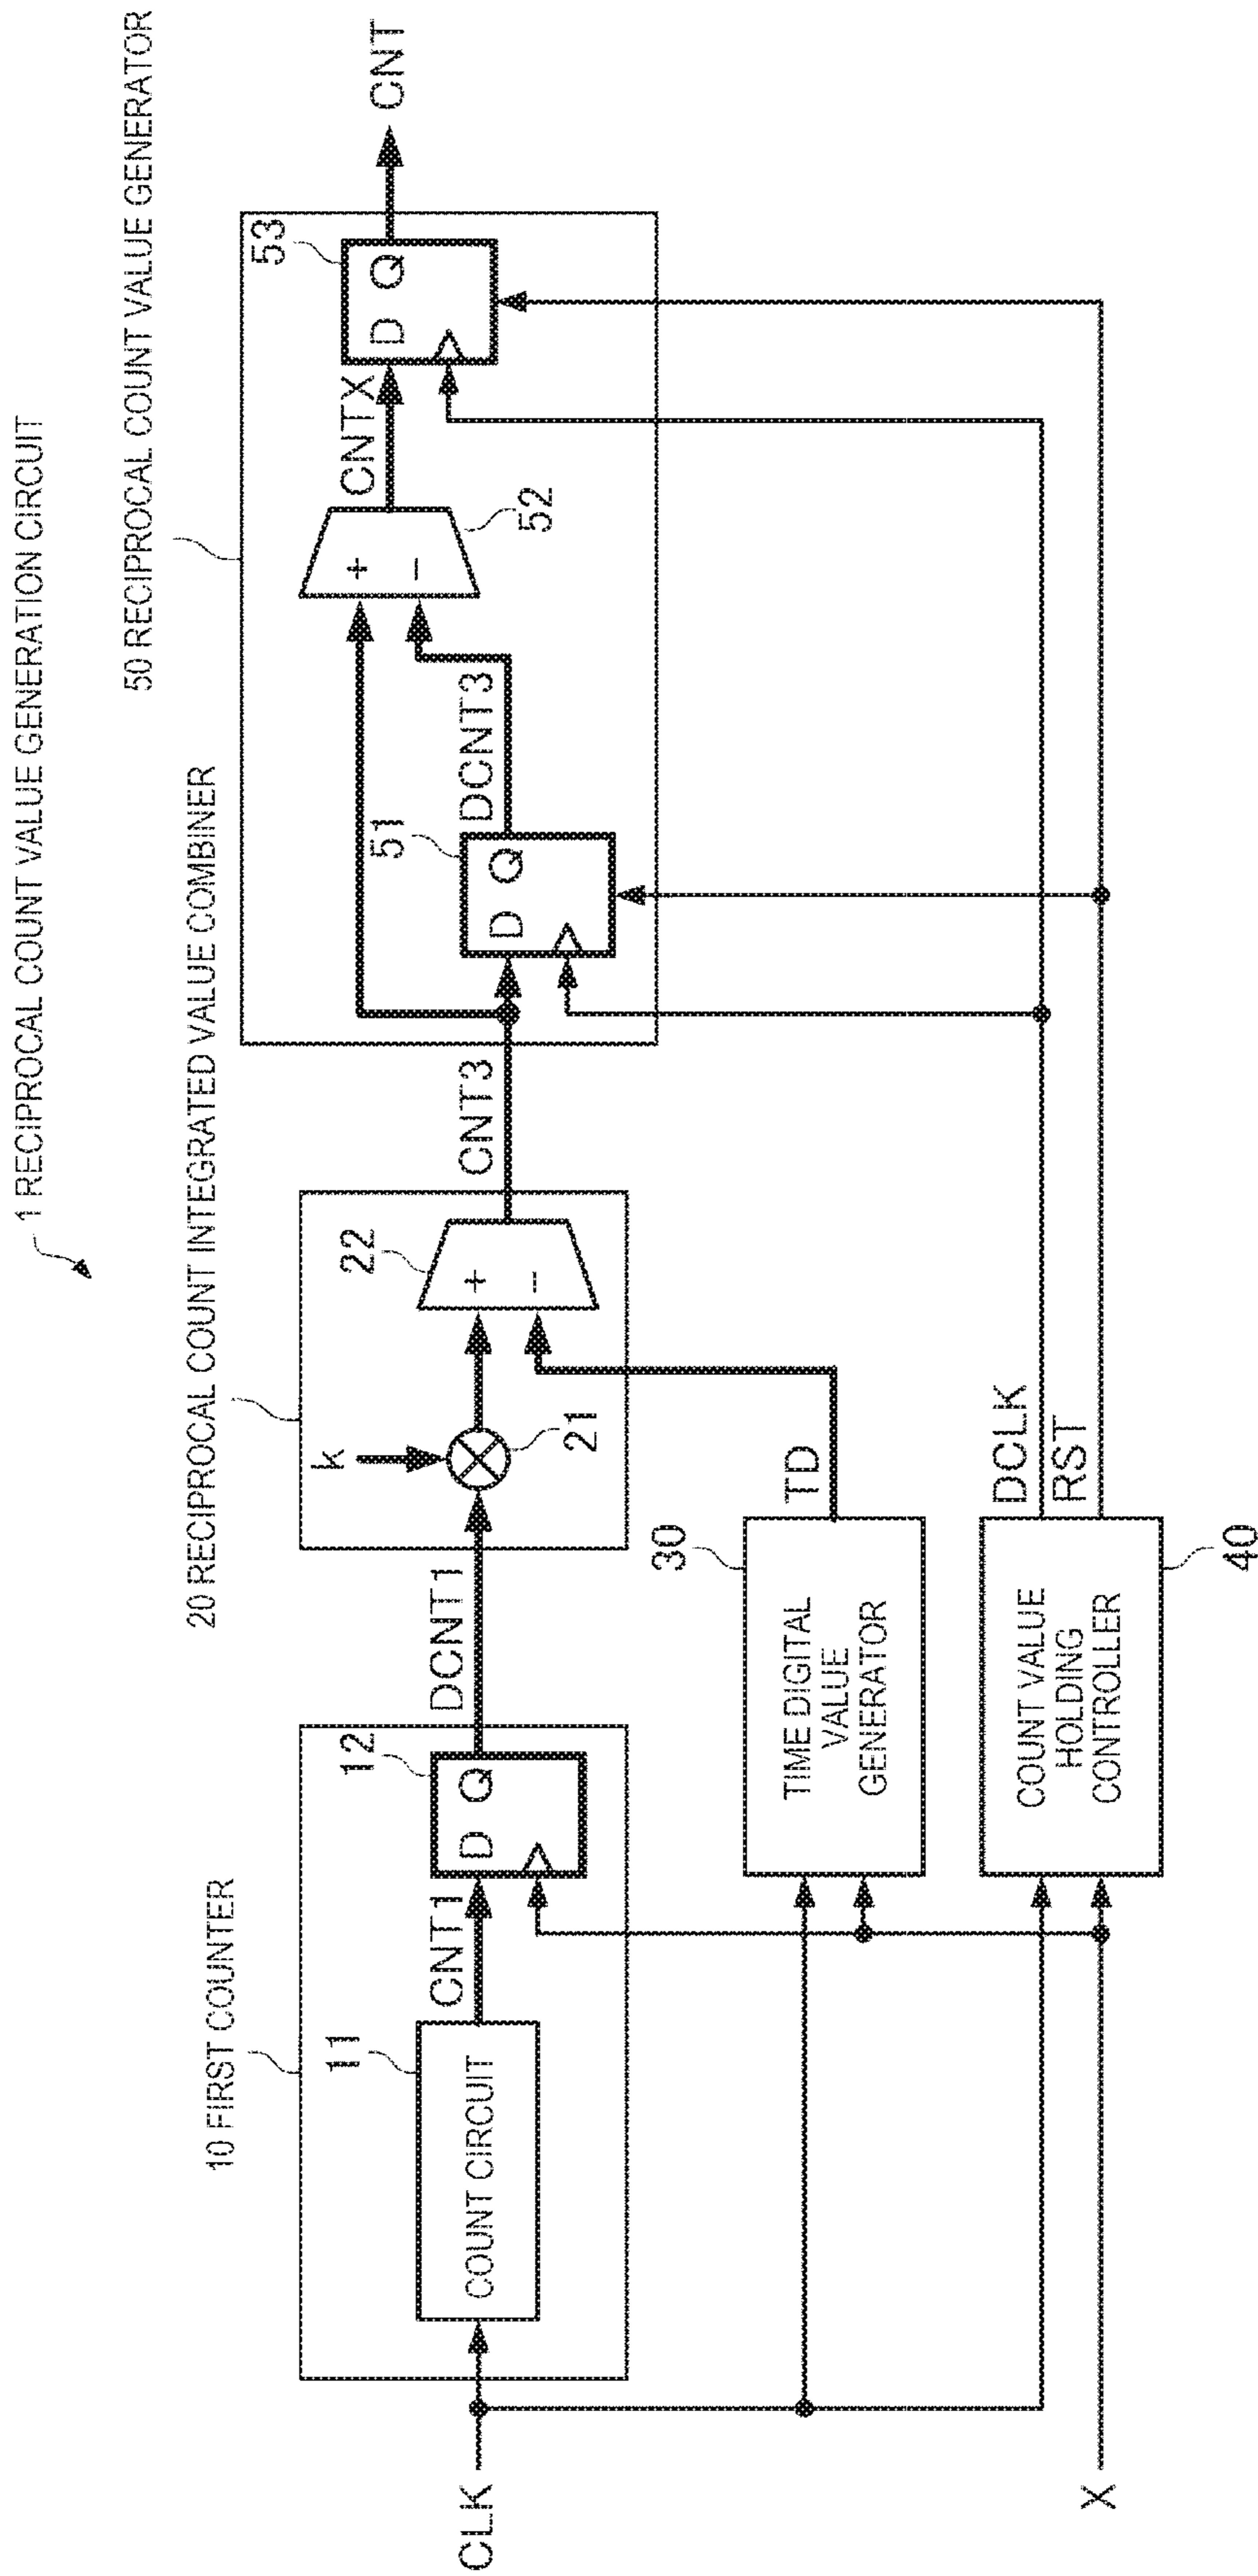 1 RECIPROCAL COUNT VALUE GENERATION CIRCUIT
50 RECIPROCAL COUNT VALUE GENERATOR
20 RECIPROCAL COUNT INTEGRATED VALUE COMBINER
10 FIRST COUNTER
CLK
11
COUNT CIRCUIT
CNT1
12
D Q
DCNT1
k
21
22
+
−
CNT3
51
D Q
DCNT3
+
−
52
CNTX
53
D Q
CNT
30
TIME DIGITAL
VALUE
GENERATOR
TD
X
COUNT VALUE
HOLDING
CONTROLLER
40
DCLK
RST